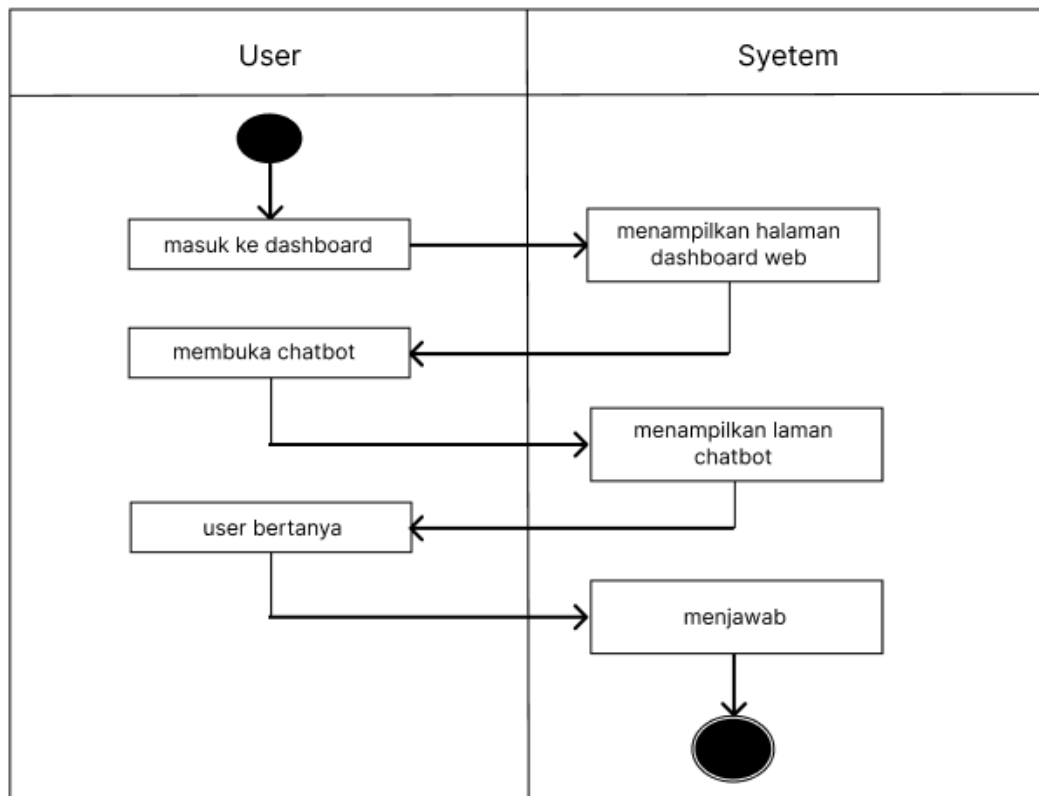 User
Syetem
masuk ke dashboard
menampilkan halaman
dashboard web
membuka chatbot
menampilkan laman
chatbot
user bertanya
menjawab